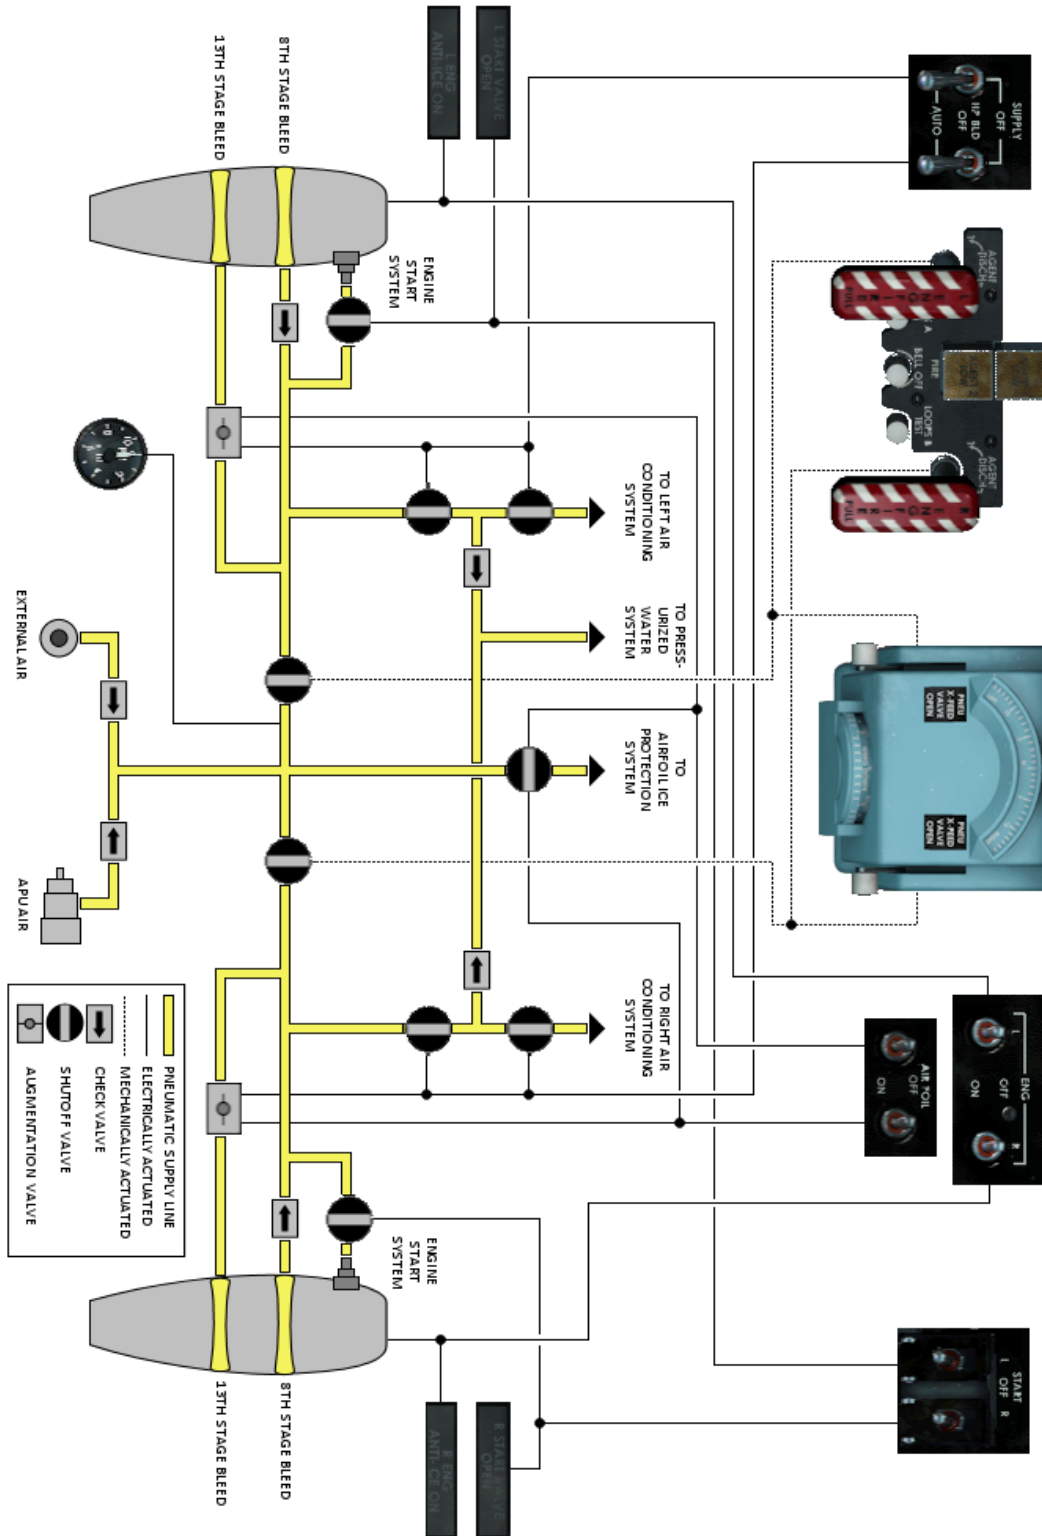 SUPPLY
OFF
HP BLD
OFF
AUTO
AGENT
DISCH
L ENG FIRE
PULL
FIRE
BELL OFF
LOOPS
TEST
A
B
AGENT
DISCH
R ENG FIRE
PULL
PNEU
X-FEED
VALVE
OPEN
PNEU
X-FEED
VALVE
OPEN
ENG
L
R
OFF
ON
AIR FOIL
OFF
ON
START
L
OFF
R
L ENG
ANTI-ICE ON
L START VALVE
OPEN
13TH STAGE BLEED
8TH STAGE BLEED
ENGINE
START
SYSTEM
TO LEFT AIR
CONDITIONING
SYSTEM
TO PRESS-
URIZED
WATER
SYSTEM
TO
AIRFOIL ICE
PROTECTION
SYSTEM
TO RIGHT AIR
CONDITIONING
SYSTEM
ENGINE
START
SYSTEM
EXTERNAL AIR
APU AIR
8TH STAGE BLEED
13TH STAGE BLEED
R ENG
ANTI-ICE ON
R START VALVE
OPEN
PNEUMATIC SUPPLY LINE
ELECTRICALLY ACTUATED
MECHANICALLY ACTUATED
CHECK VALVE
SHUTOFF VALVE
AUGMENTATION VALVE